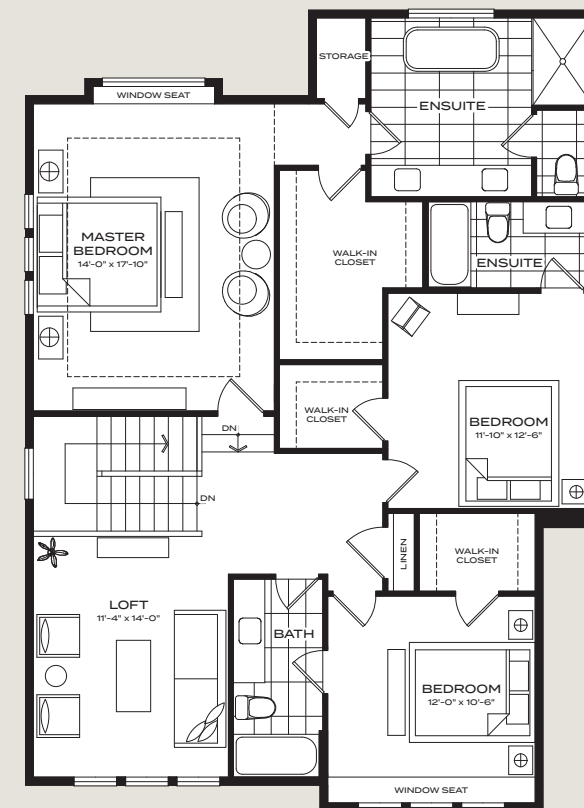 STORAGE
ENSUITE
WINDOW SEAT
MASTER
BEDROOM
14'-0" x 17'-10"
WALK-IN
CLOSET
ENSUITE
WALK-IN
CLOSET
BEDROOM
11'-10" x 12'-6"
DN
DN
LINEN
WALK-IN
CLOSET
LOFT
11'-4" x 14'-0"
BATH
BEDROOM
12'-0" x 10'-6"
WINDOW SEAT